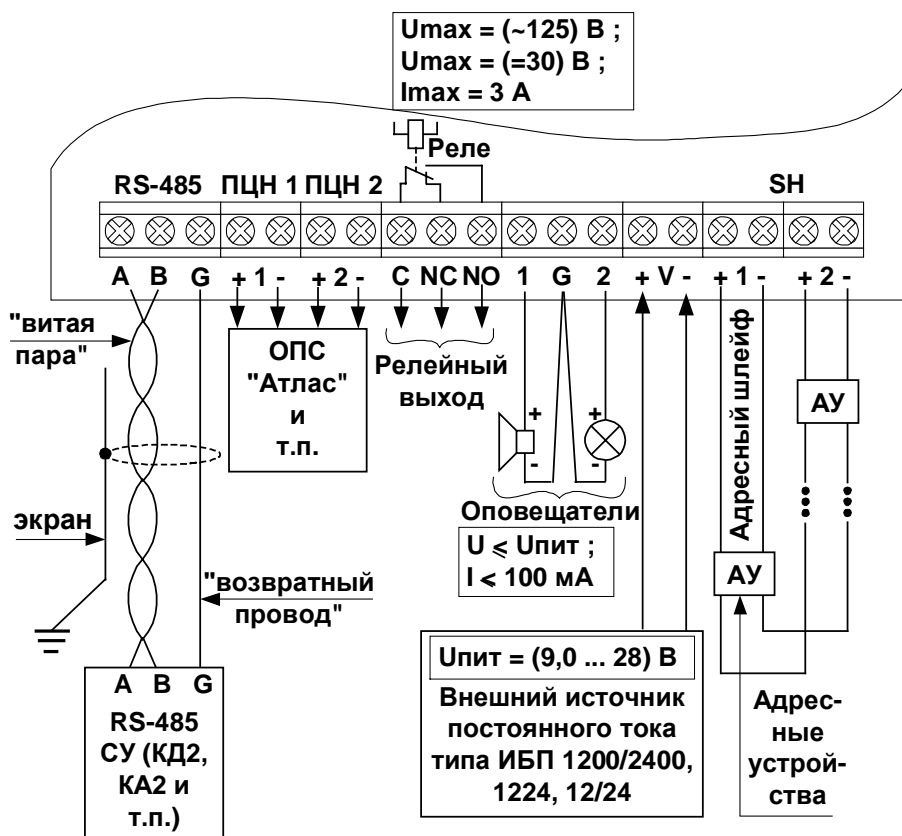 Umax = (~125) В ;
Umax = (=30) В ;
Imax = 3 А
Реле
RS-485 ПЦН 1 ПЦН 2 SH
A B G + 1 - + 2 - C NC NO 1 G 2 + V - + 1 - + 2 -
"витая
пара"
экран
"возвратный
провод"
ОПС
"Атлас"
и
т.п.
Релейный
выход
+ +
- -
Оповещатели
U ⩽ Uпит ;
I < 100 мА
Адресный шлейф
АУ
АУ
A B G
RS-485
СУ (КД2,
КА2 и
т.п.)
Uпит = (9,0 ... 28) В
Внешний источник
постоянного тока
типа ИБП 1200/2400,
1224, 12/24
Адрес-
ные
устрой-
ства